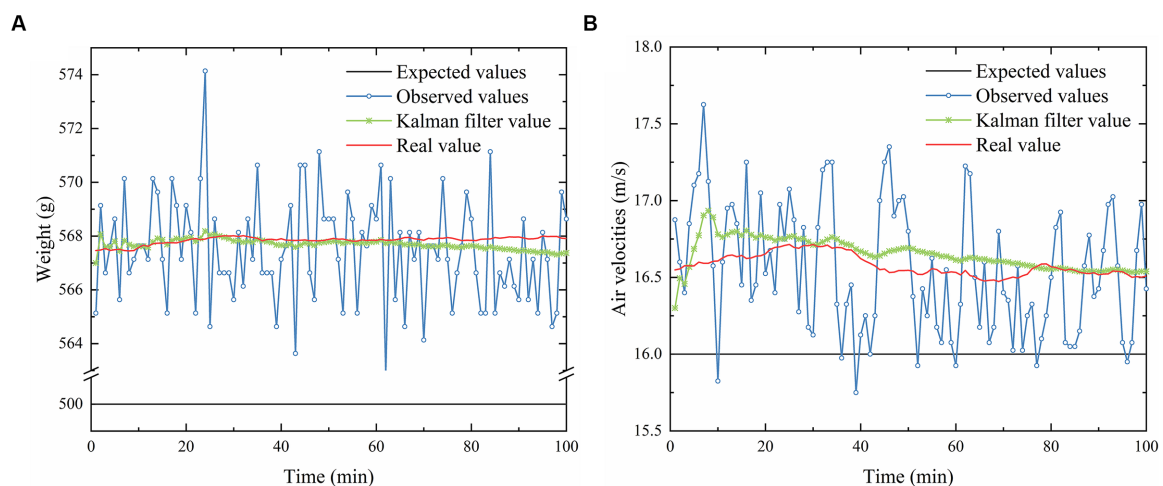 A
Weight (g)
574
572
570
568
566
564
500
Expected values
Observed values
Kalman filter value
Real value
0 20 40 60 80 100
Time (min)
B
Air velocities (m/s)
18.0
17.5
17.0
16.5
16.0
15.5
Expected values
Observed values
Kalman filter value
Real value
0 20 40 60 80 100
Time (min)